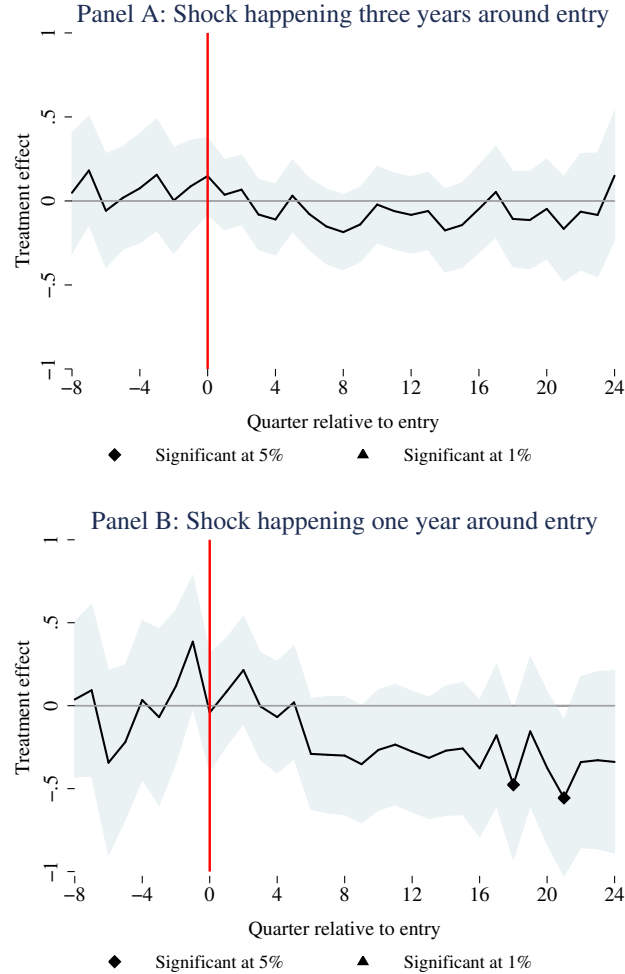 Panel A: Shock happening three years around entry
1
.5
0
-.5
-1
Treatment effect
−8 −4 0 4 8 12 16 20 24
Quarter relative to entry
Significant at 5% Significant at 1%
Panel B: Shock happening one year around entry
1
.5
0
-.5
-1
Treatment effect
−8 −4 0 4 8 12 16 20 24
Quarter relative to entry
Significant at 5% Significant at 1%